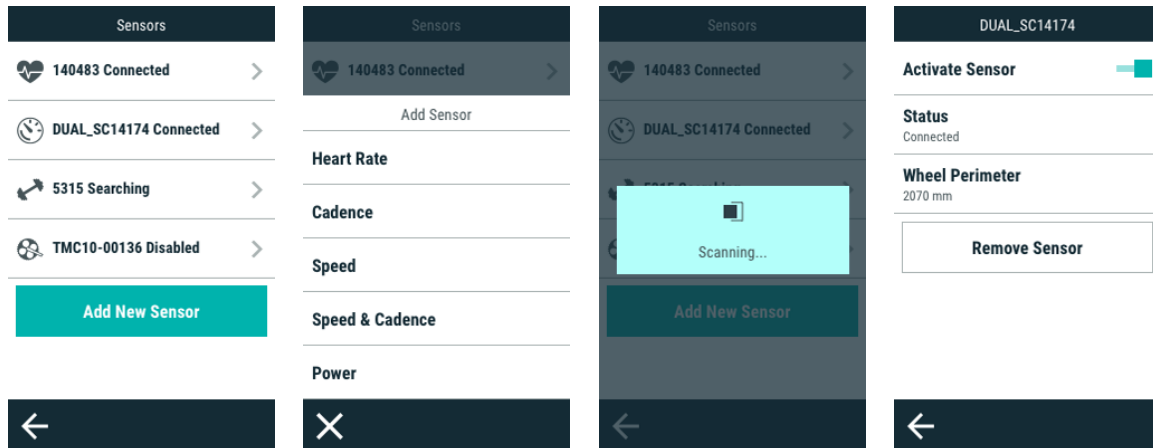 Sensors
140483 Connected
DUAL_SC14174 Connected
5315 Searching
TMC10-00136 Disabled
Add New Sensor
Sensors
140483 Connected
Add Sensor
Heart Rate
Cadence
Speed
Speed & Cadence
Power
Sensors
140483 Connected
DUAL_SC14174 Connected
5315 Searching
Scanning...
Add New Sensor
DUAL_SC14174
Activate Sensor
Status
Connected
Wheel Perimeter
2070 mm
Remove Sensor